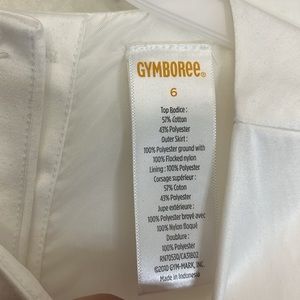 GYMBOREE®
6
Top Bodice :
57% Cotton
43% Polyester
Outer Skirt :
100% Polyester ground with
100% Flocked nylon
Lining : 100% Polyester
Corsage supérieur :
57% Coton
43% Polyester
Jupe extérieure :
100% Polyester broyé avec
100% Nylon floqué
Doublure :
100% Polyester
RN70530/CA31802
©2010 GYM-MARK, INC.
Made in Indonesia